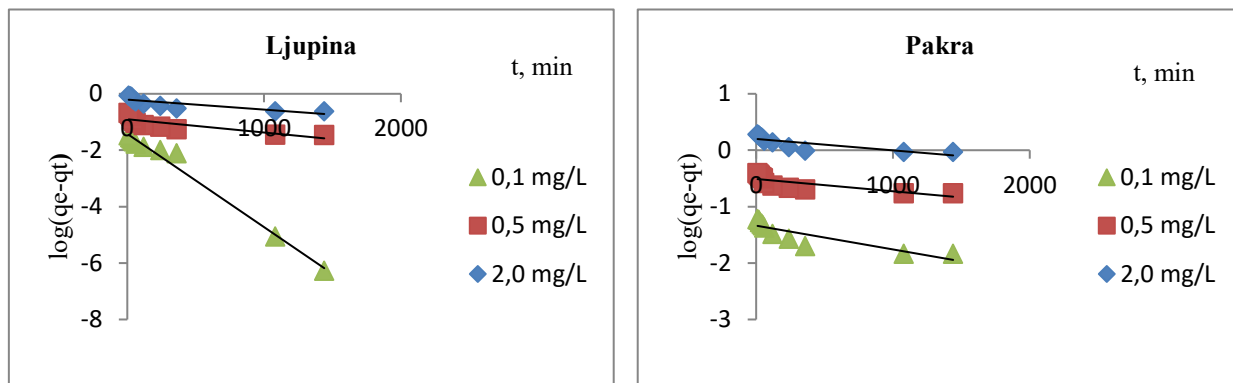 Ljupina
t, min
0
-2
-4
-6
-8
0
1000
2000
log(qe-qt)
0,1 mg/L
0,5 mg/L
2,0 mg/L
Pakra
t, min
1
0
-1
-2
-3
0
1000
2000
log(qe-qt)
0,1 mg/L
0,5 mg/L
2,0 mg/L